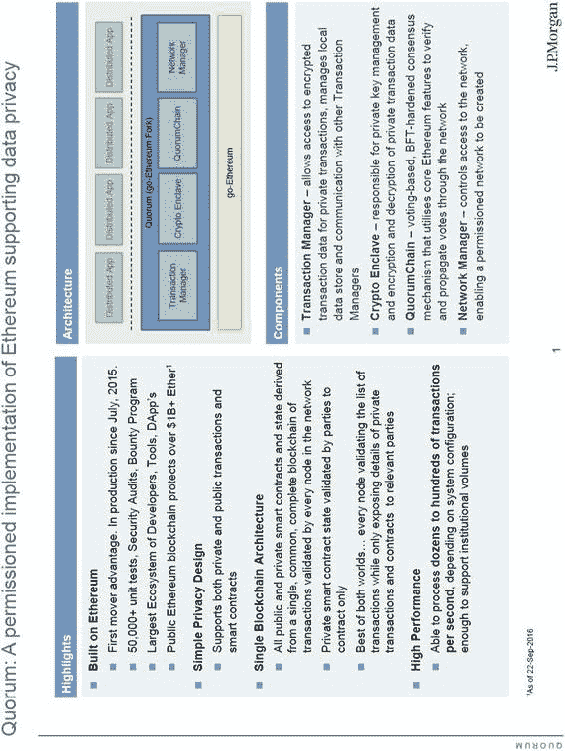 Quorum: A permissioned implementation of Ethereum supporting data privacy
Highlights
Built on Ethereum
First mover advantage. In production since July, 2015.
50,000+ unit tests, Security Audits, Bounty Program
Largest Eccsystem of Developers, Tools, DApp's
Public Ethereum blockchain protects over $1B+ Ether¹
Simple Privacy Design
Supports both private and public transactions and
smart contracts
Single Blockchain Architecture
All public and private smart contracts and state derived
from a single, common, complete blockchain of
transactions validated by every node in the network
Private smart contract state validated by parties to
contract only
Best of both worlds... every node validating the list of
transactions while only exposing details of private
transactions and contracts to relevant parties
High Performance
Able to process dozens to hundreds of transactions
per second, depending on system configuration;
enough to support institutional volumes
Architecture
Distributed App
Distributed App
Distributed App
Distributed App
Quorum (go-Ethereum Fork)
Transaction
Manager
Crypto Enclave
QuorumChain
Network
Manager
go-Ethereum
Components
Transaction Manager – allows access to encrypted
transaction data for private transactions, manages local
data store and communication with other Transaction
Managers
Crypto Enclave – responsible for private key management
and encryption and decryption of private transaction data
QuorumChain – voting-based, BFT-hardened consensus
mechanism that utilises core Ethereum features to verify
and propagate votes through the network
Network Manager – controls access to the network,
enabling a permissioned network to be created
¹As of 22-Sep-2016
QUORUM
1
J.P.Morgan